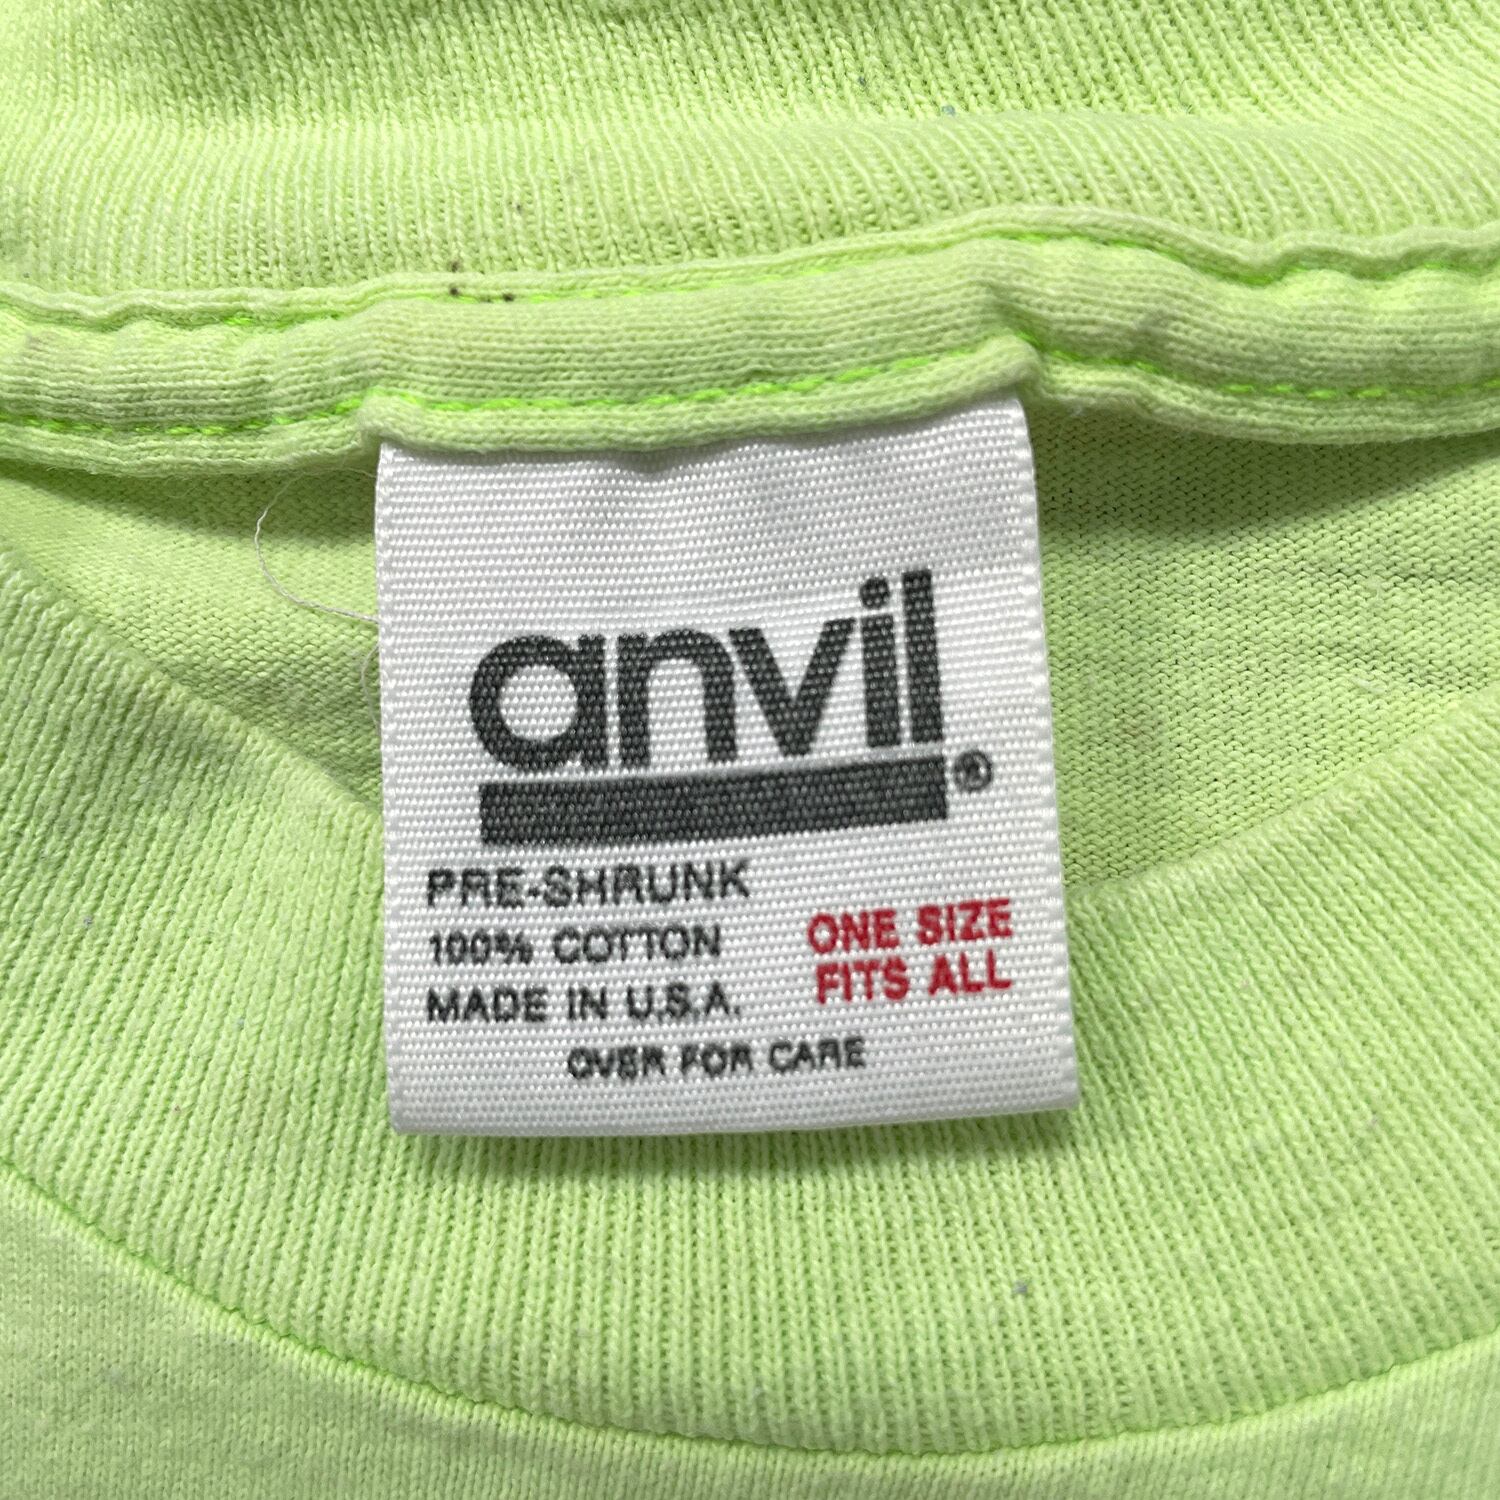 anvil®
PRE-SHRUNK
100% COTTON
MADE IN U.S.A.
ONE SIZE
FITS ALL
OVER FOR CARE